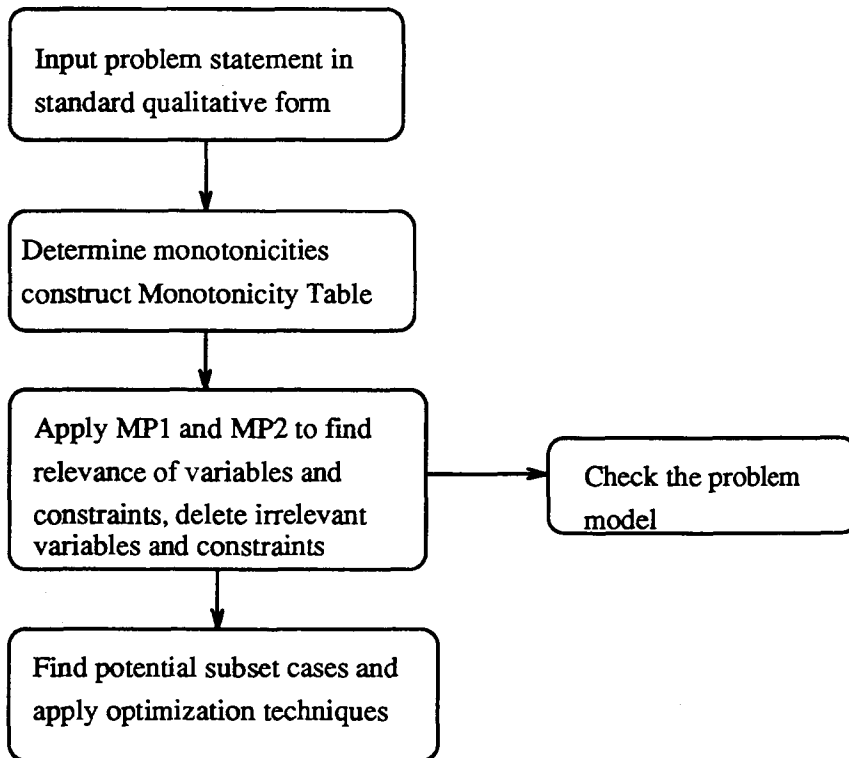 Input problem statement in
standard qualitative form
Determine monotonicities
construct Monotonicity Table
Apply MP1 and MP2 to find
relevance of variables and
constraints, delete irrelevant
variables and constraints
Check the problem
model
Find potential subset cases and
apply optimization techniques